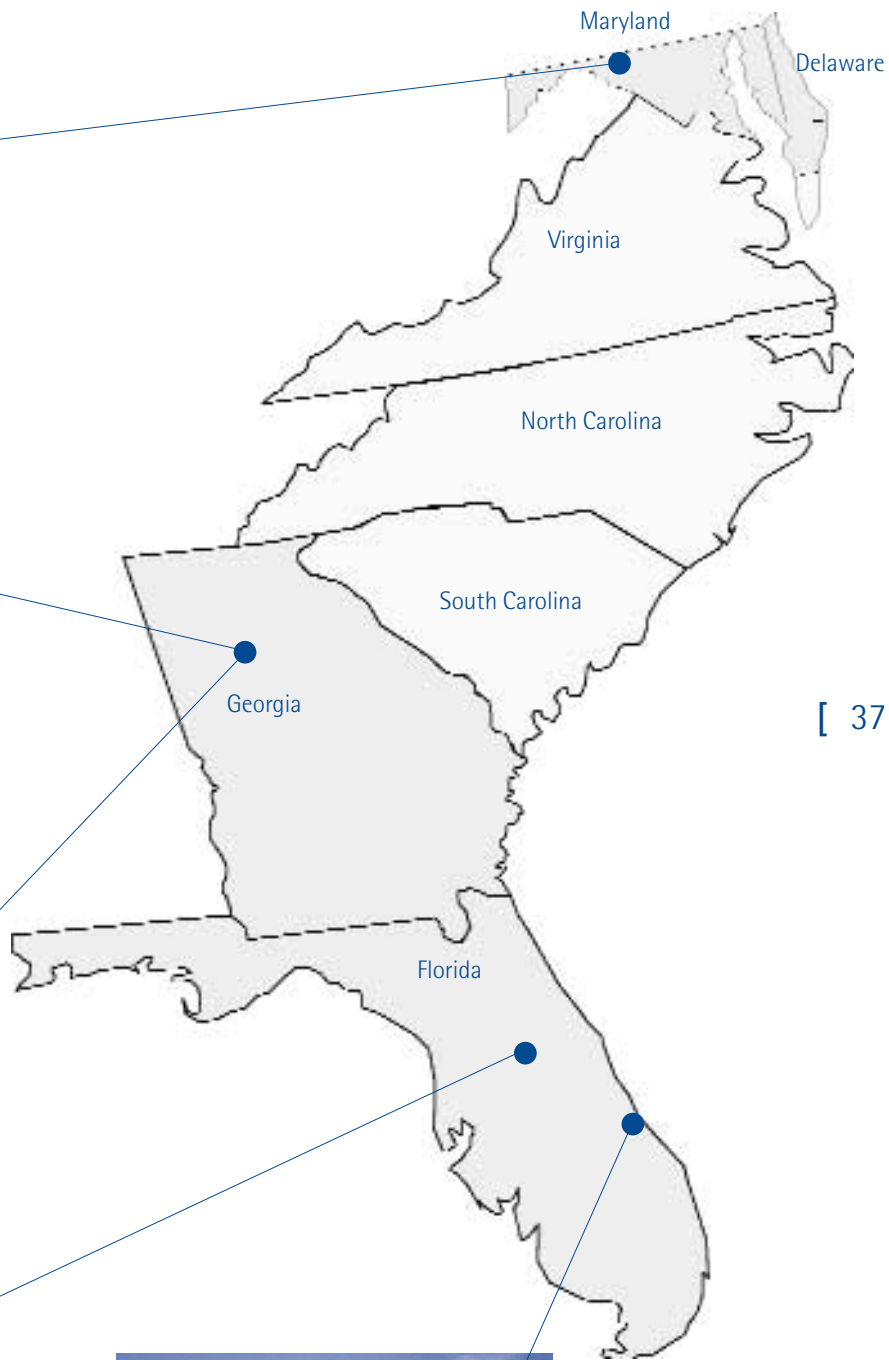 Maryland
Delaware
Virginia
North Carolina
South Carolina
Georgia
[ 37
Florida